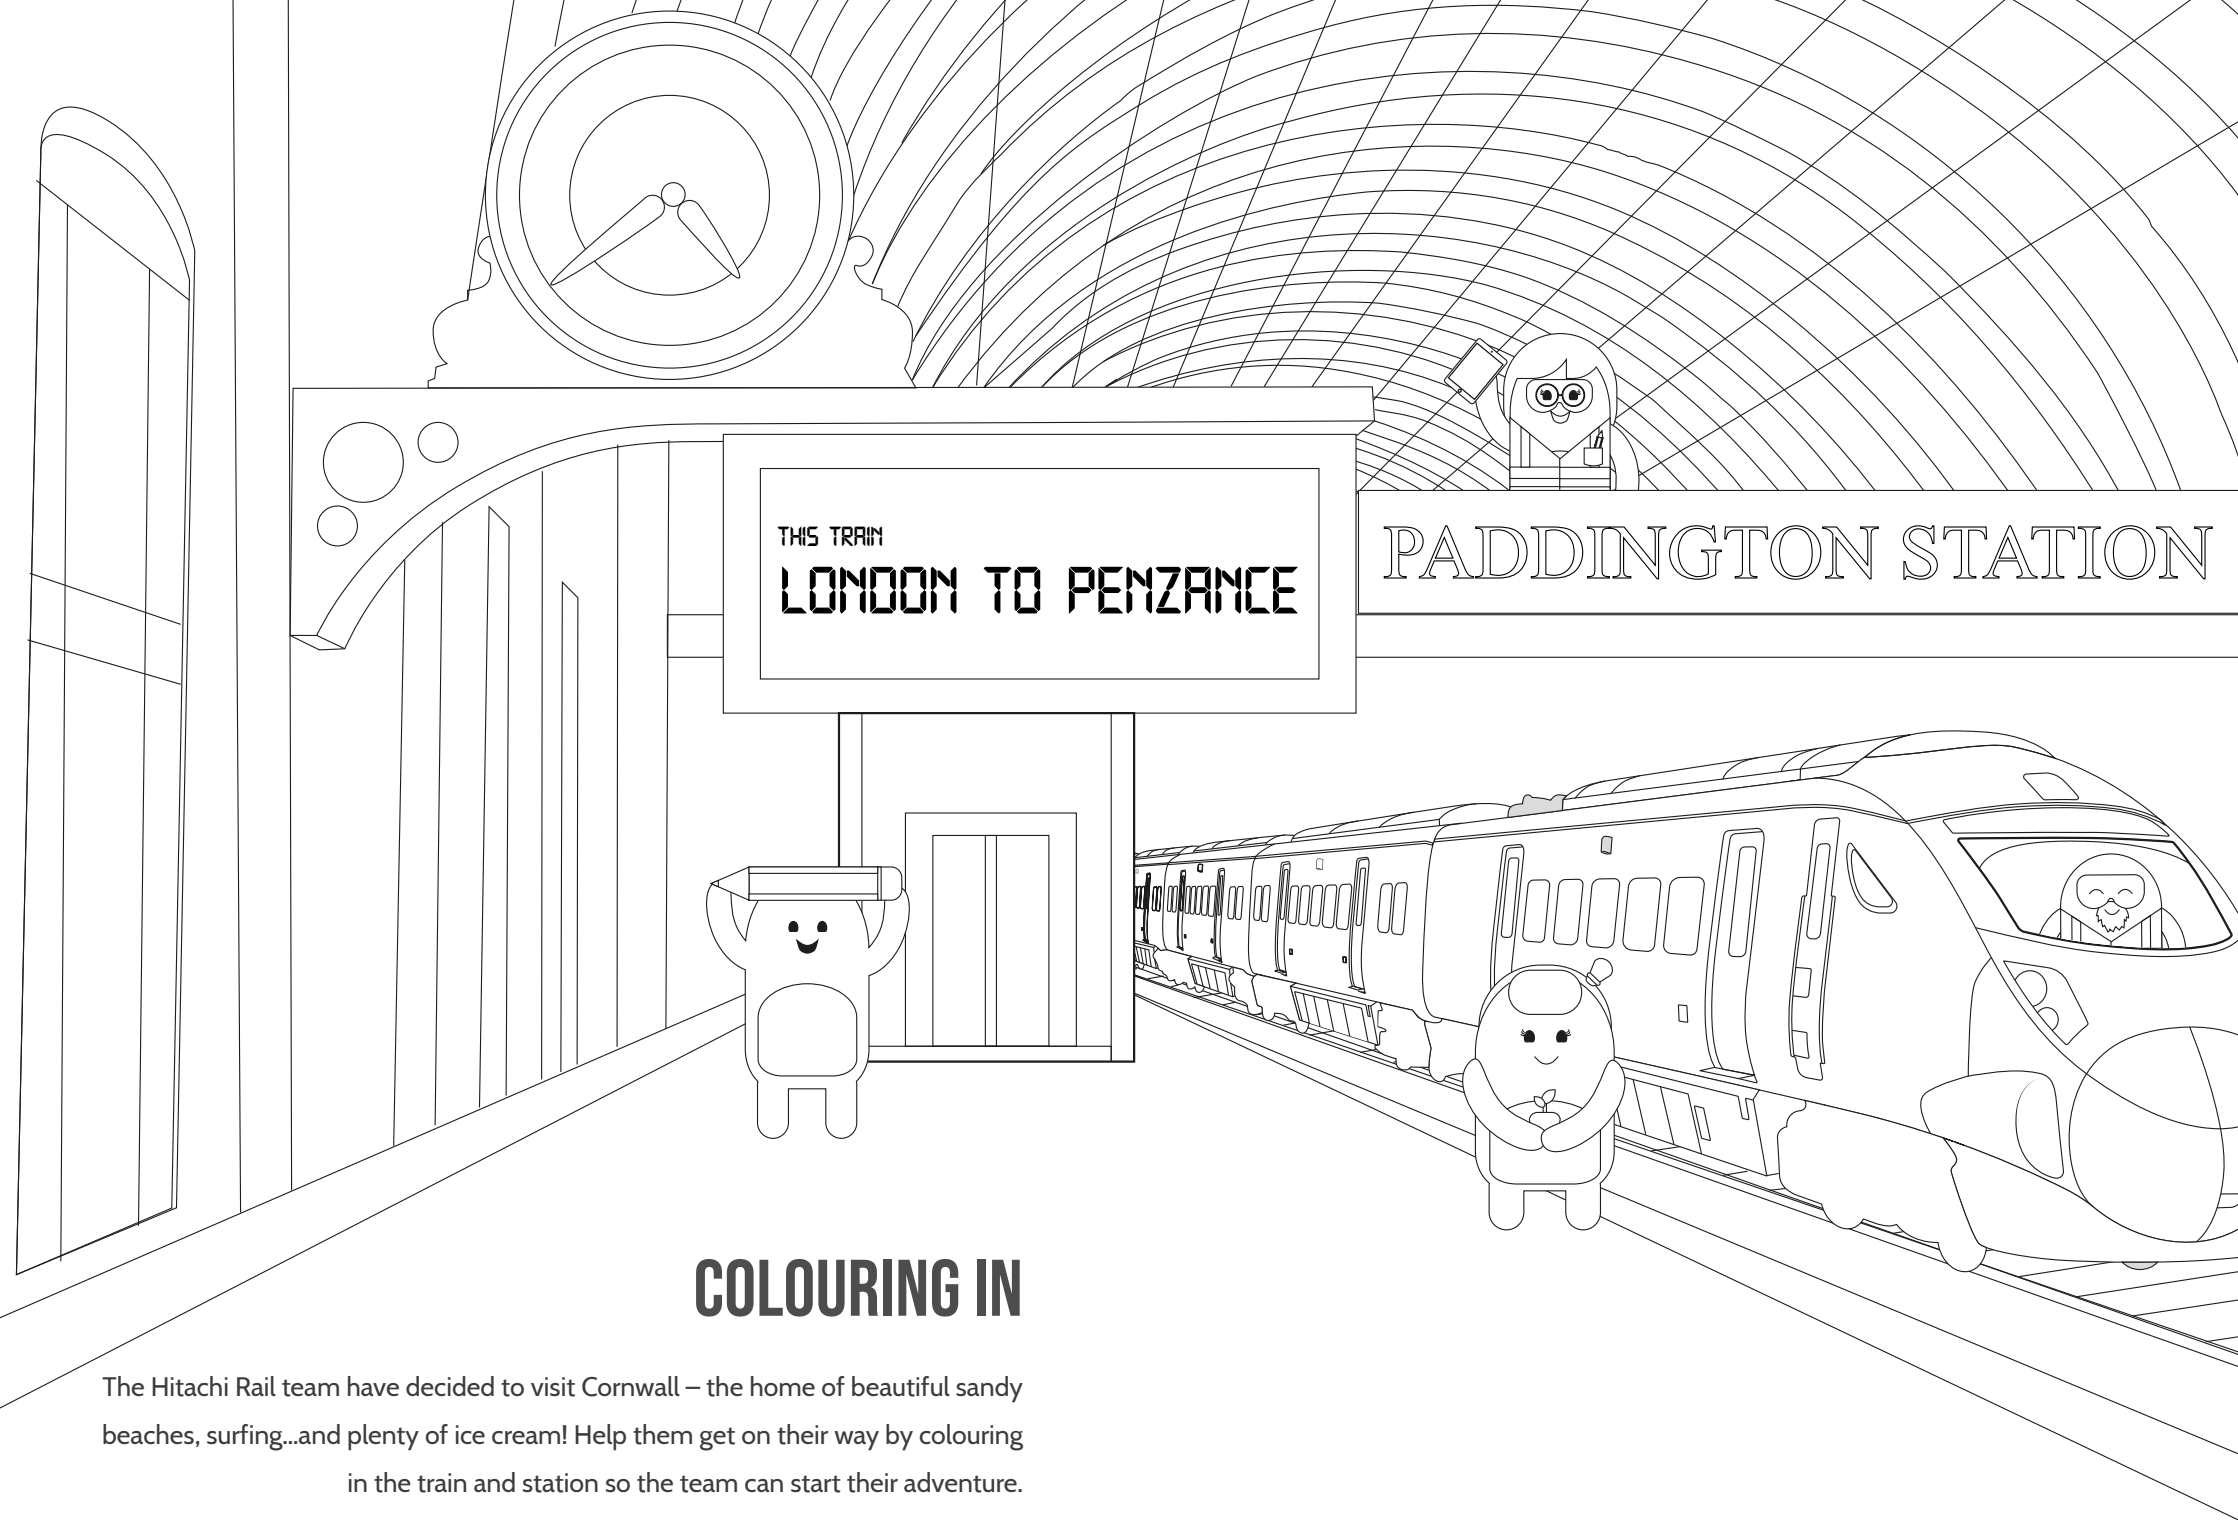 THIS TRAIN
LONDON TO PENZANCE
PADDINGTON STATION
COLOURING IN
The Hitachi Rail team have decided to visit Cornwall – the home of beautiful sandy
beaches, surfing...and plenty of ice cream! Help them get on their way by colouring
in the train and station so the team can start their adventure.